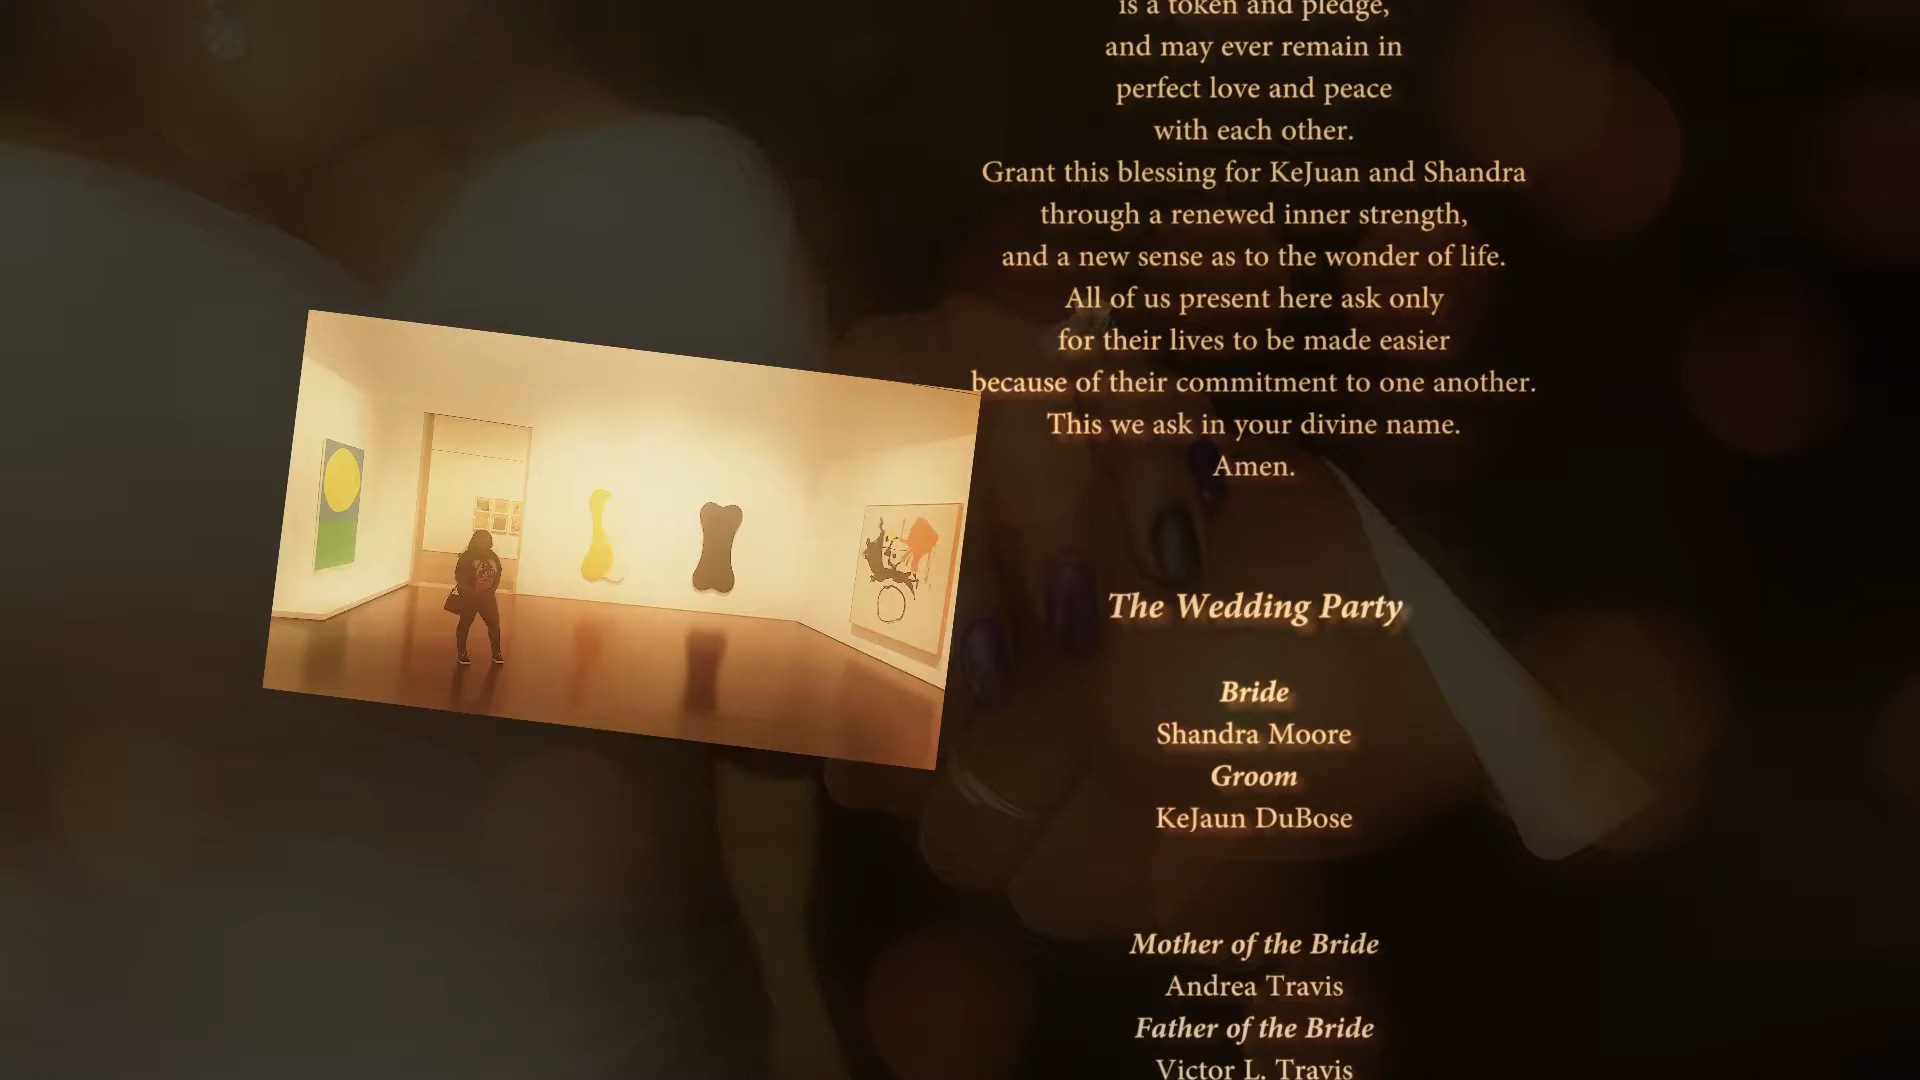 is a token and pledge,
and may ever remain in
perfect love and peace
with each other.
Grant this blessing for KeJuan and Shandra
through a renewed inner strength,
and a new sense as to the wonder of life.
All of us present here ask only
for their lives to be made easier
because of their commitment to one another.
This we ask in your divine name.
Amen.
The Wedding Party
Bride
Shandra Moore
Groom
KeJaun DuBose
Mother of the Bride
Andrea Travis
Father of the Bride
Victor L. Travis